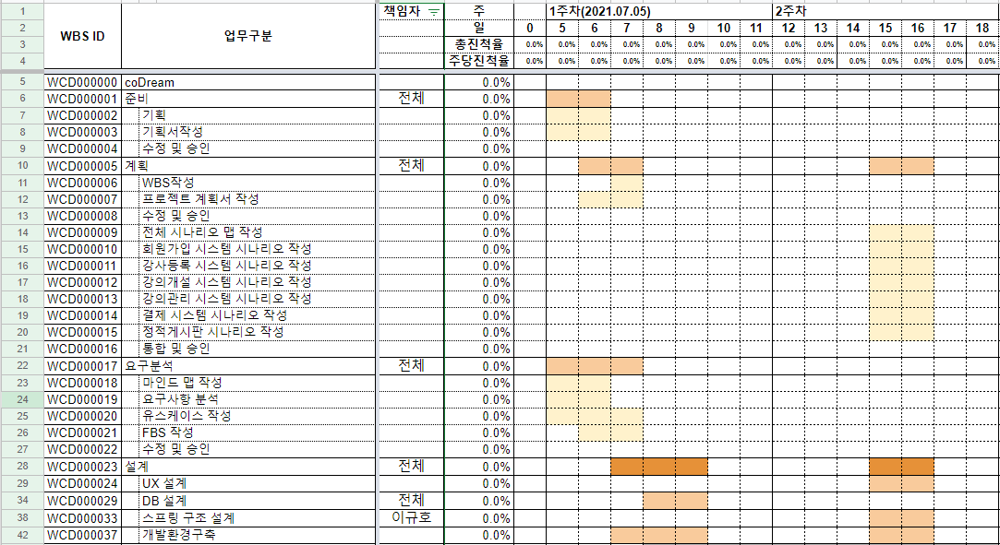 1 책임자 주 1주차(2021.07.05) 2주차
2 WBS ID 업무구분 일 0 5 6 7 8 9 10 11 12 13 14 15 16 17 18
3 총진척율 0.0% 0.0% 0.0% 0.0% 0.0% 0.0% 0.0% 0.0% 0.0% 0.0% 0.0% 0.0% 0.0% 0.0% 0.0%
4 주당진척율 0.0% 0.0% 0.0% 0.0% 0.0% 0.0% 0.0% 0.0% 0.0% 0.0% 0.0% 0.0% 0.0% 0.0% 0.0%
5 WCD000000 coDream 0.0%
6 WCD000001 준비 전체 0.0%
7 WCD000002 기획 0.0%
8 WCD000003 기획서작성 0.0%
9 WCD000004 수정 및 승인 0.0%
10 WCD000005 계획 전체 0.0%
11 WCD000006 WBS작성 0.0%
12 WCD000007 프로젝트 계획서 작성 0.0%
13 WCD000008 수정 및 승인 0.0%
14 WCD000009 전체 시나리오 맵 작성 0.0%
15 WCD000010 회원가입 시스템 시나리오 작성 0.0%
16 WCD000011 강사등록 시스템 시나리오 작성 0.0%
17 WCD000012 강의개설 시스템 시나리오 작성 0.0%
18 WCD000013 강의관리 시스템 시나리오 작성 0.0%
19 WCD000014 결제 시스템 시나리오 작성 0.0%
20 WCD000015 정적게시판 시나리오 작성 0.0%
21 WCD000016 통합 및 승인 0.0%
22 WCD000017 요구분석 전체 0.0%
23 WCD000018 마인드 맵 작성 0.0%
24 WCD000019 요구사항 분석 0.0%
25 WCD000020 유스케이스 작성 0.0%
26 WCD000021 FBS 작성 0.0%
27 WCD000022 수정 및 승인 0.0%
28 WCD000023 설계 전체 0.0%
29 WCD000024 UX 설계 0.0%
34 WCD000029 DB 설계 전체 0.0%
38 WCD000033 스프링 구조 설계 이규호 0.0%
42 WCD000037 개발환경구축 0.0%